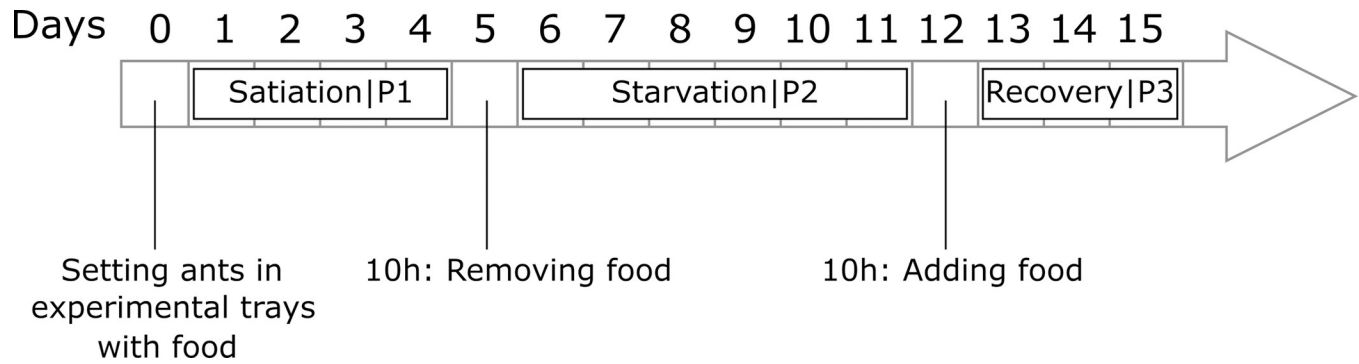 Days 0 1 2 3 4 5 6 7 8 9 10 11 12 13 14 15
Satiation|P1 Starvation|P2 Recovery|P3
Setting ants in
experimental trays
with food
10h: Removing food
10h: Adding food